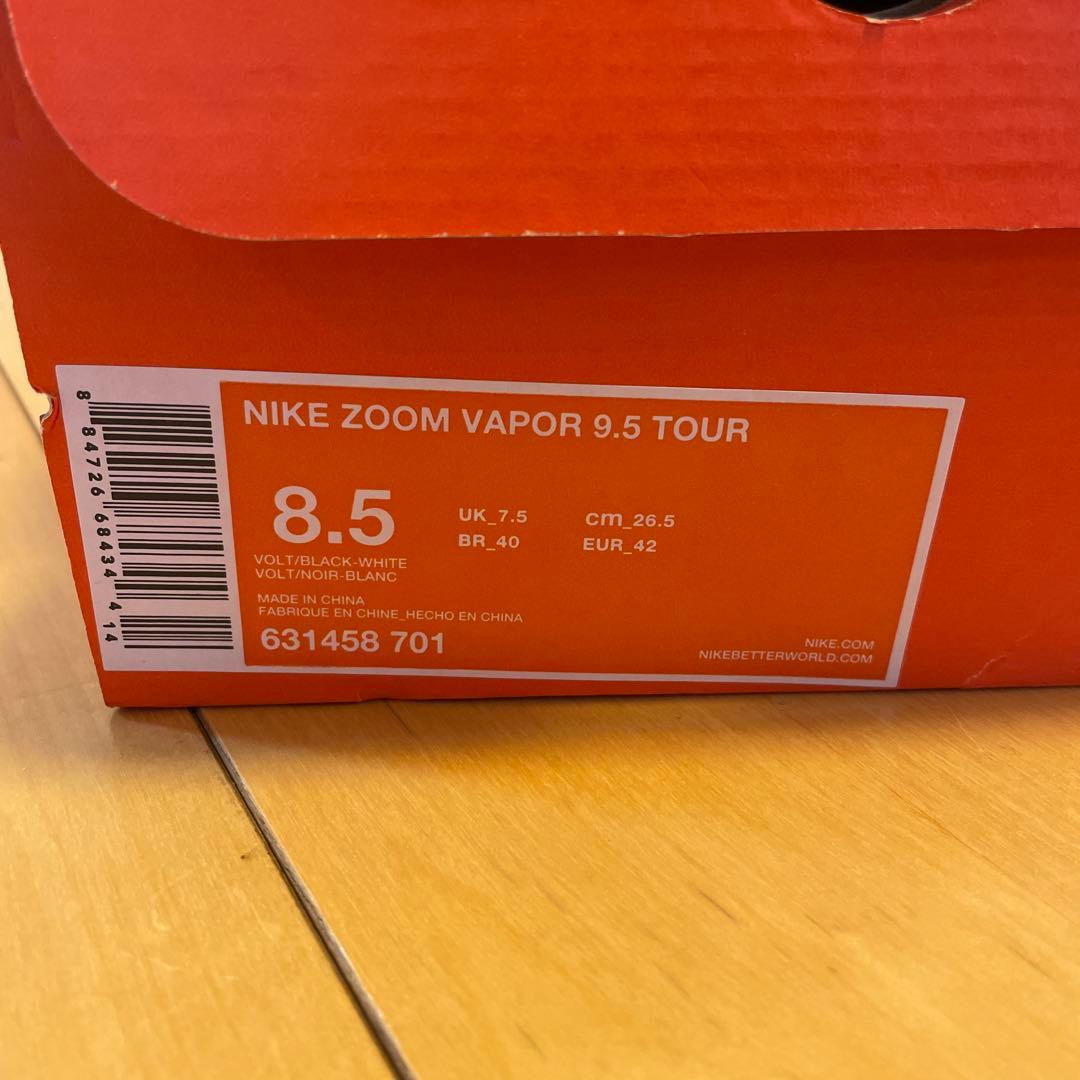 8 84726 68434 4 14
NIKE ZOOM VAPOR 9.5 TOUR
8.5
UK_7.5 cm_26.5
BR_40 EUR_42
VOLT/BLACK-WHITE
VOLT/NOIR-BLANC
MADE IN CHINA
FABRIQUE EN CHINE_HECHO EN CHINA
631458 701
NIKE.COM
NIKEBETTERWORLD.COM